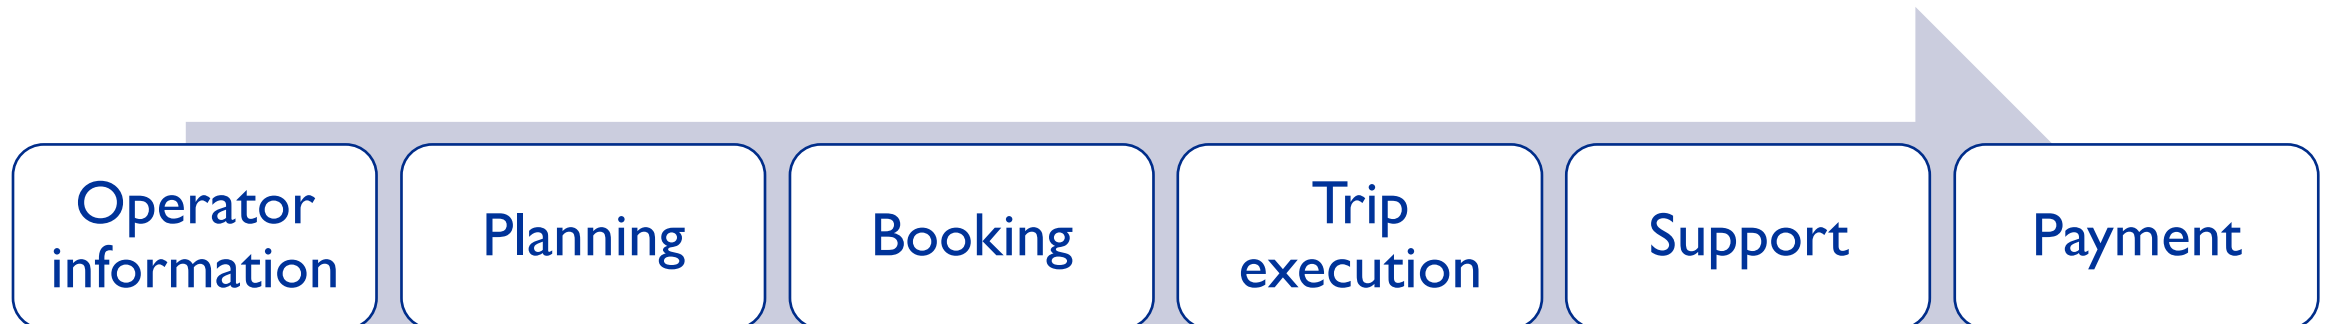 Operator
information
Planning
Booking
Trip
execution
Support
Payment